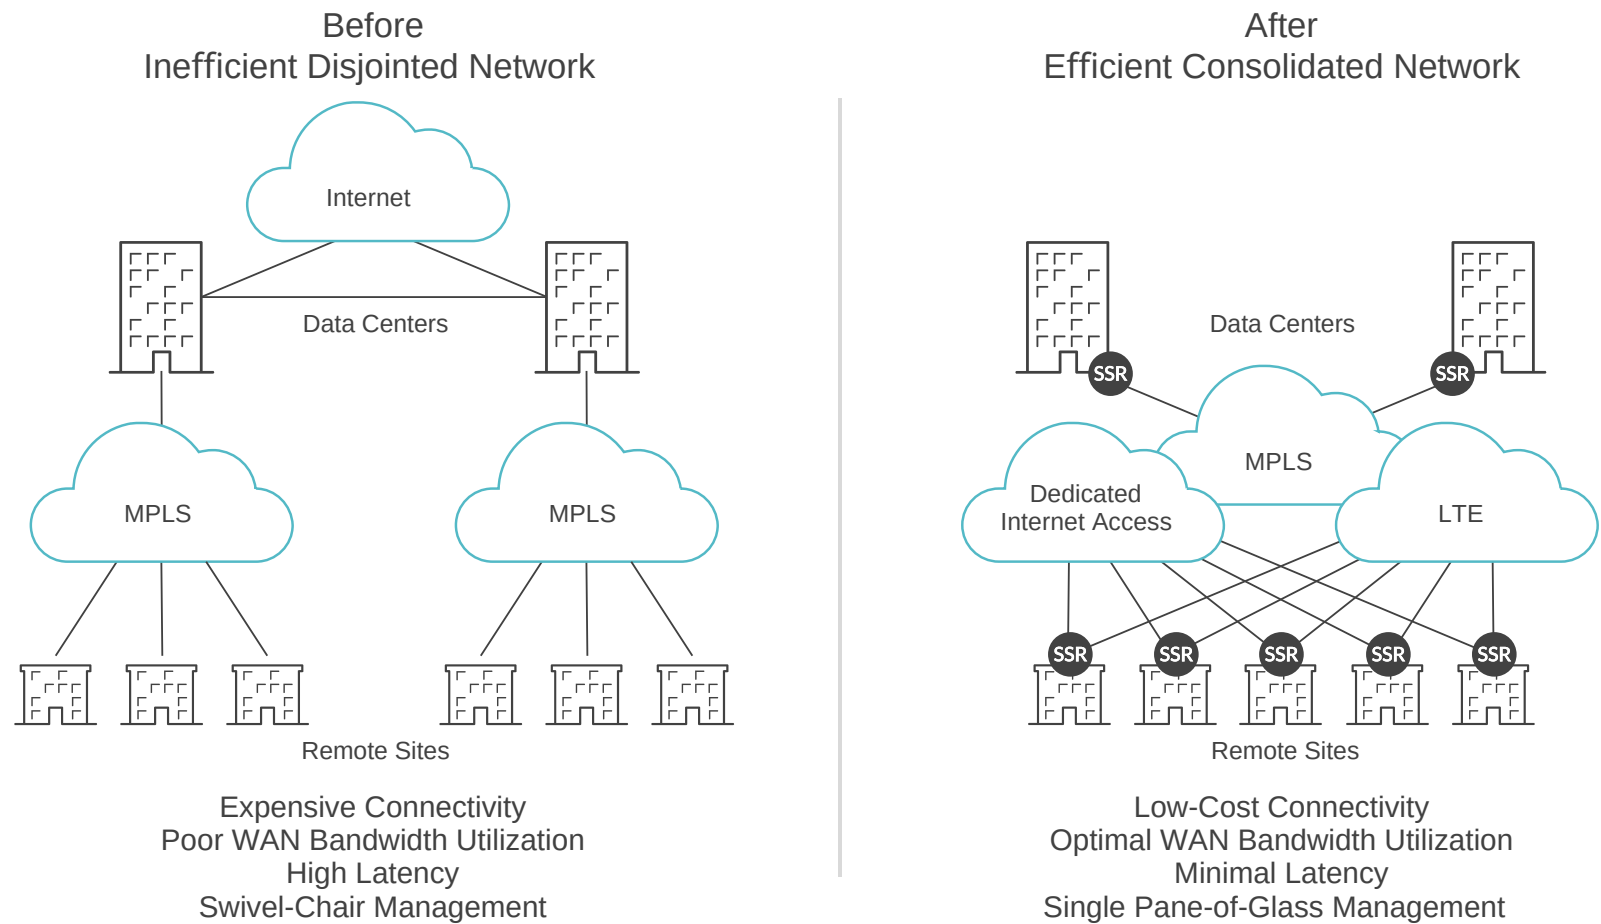 Before
Inefficient Disjointed Network
Internet
Data Centers
MPLS
MPLS
Remote Sites
Expensive Connectivity
Poor WAN Bandwidth Utilization
High Latency
Swivel-Chair Management
After
Efficient Consolidated Network
Data Centers
SSR
SSR
MPLS
Dedicated
Internet Access
LTE
SSR
SSR
SSR
SSR
SSR
Remote Sites
Low-Cost Connectivity
Optimal WAN Bandwidth Utilization
Minimal Latency
Single Pane-of-Glass Management